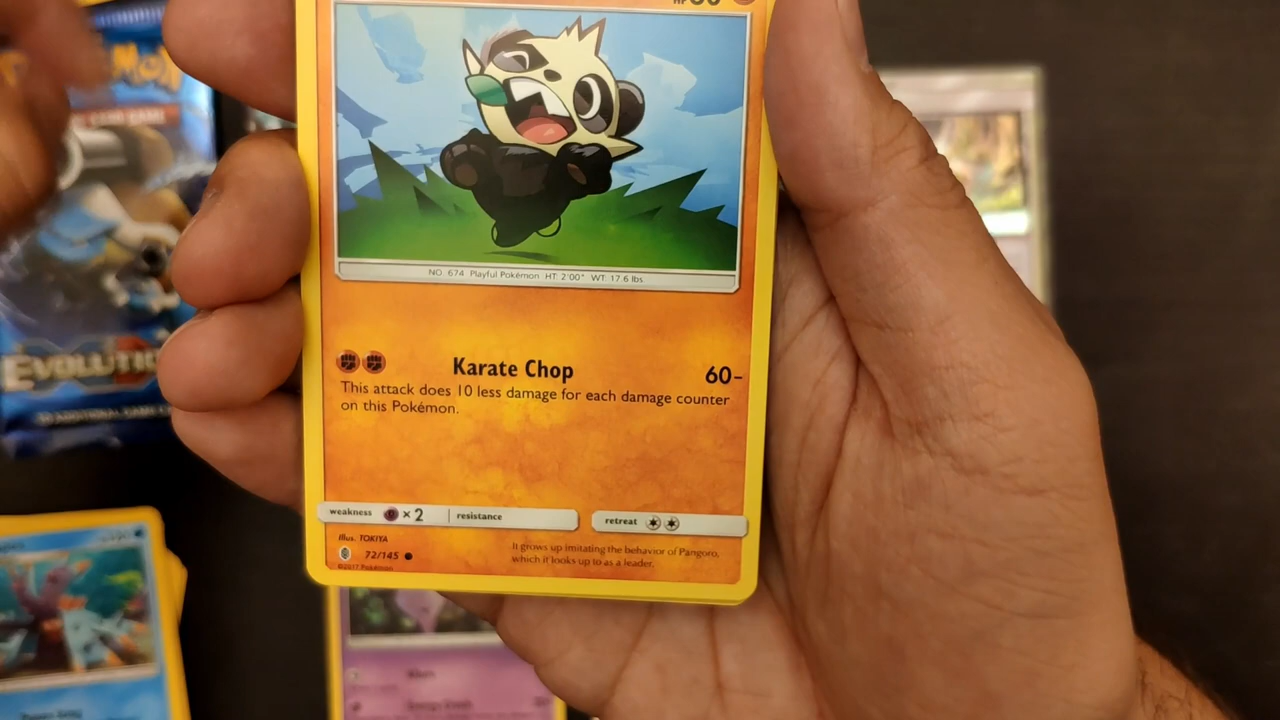 NO. 674 Playful Pokémon HT: 2'00" WT: 17.6 lbs
Karate Chop 60-
This attack does 10 less damage for each damage counter
on this Pokémon.
weakness ×2 resistance retreat
Illus. TOKIYA
72/145
©2017 Pokémon
It grows up imitating the behavior of Pangoro,
which it looks up to as a leader.
EVOLUTIO